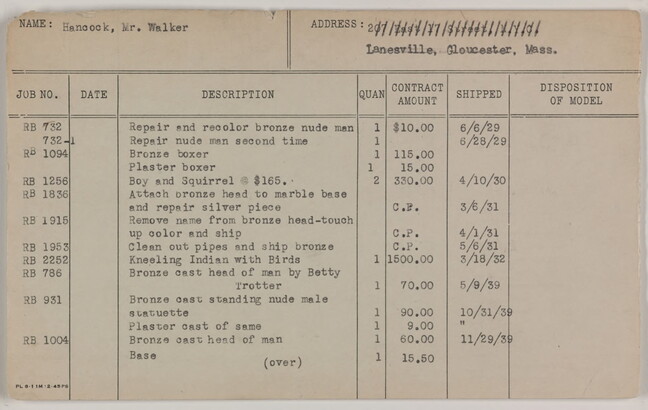 NAME: Hancock, Mr. Walker
ADDRESS: 207 East 17 Street, N.Y.C.
Lanesville, Gloucester, Mass.
JOB NO. DATE DESCRIPTION QUAN CONTRACT AMOUNT SHIPPED DISPOSITION OF MODEL
RB 732 Repair and recolor bronze nude man 1 $10.00 6/6/29
732-1 Repair nude man second time 1 6/28/29
RB 1094 Bronze boxer 1 115.00
Plaster boxer 1 15.00
RB 1256 Boy and Squirrel @ $165. 2 330.00 4/10/30
RB 1836 Attach bronze head to marble base
and repair silver piece C.P. 3/6/31
RB 1915 Remove name from bronze head-touch
up color and ship C.P. 4/1/31
RB 1953 Clean out pipes and ship bronze C.P. 5/6/31
RB 2252 Kneeling Indian with Birds 1 1500.00 3/18/32
RB 786 Bronze cast head of man by Betty
Trotter 1 70.00 5/9/39
RB 931 Bronze cast standing nude male
statuette 1 90.00 10/31/39
Plaster cast of same 1 9.00 "
RB 1004 Bronze cast head of man 1 60.00 11/29/39
Base 1 15.50
(over)